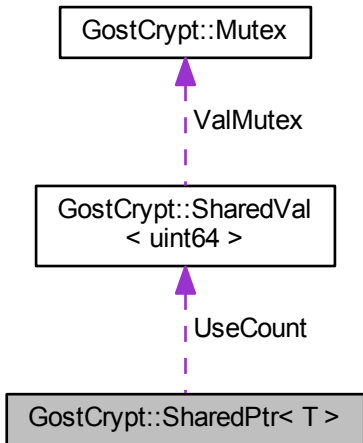 GostCrypt::Mutex
ValMutex
GostCrypt::SharedVal
< uint64 >
UseCount
GostCrypt::SharedPtr< T >